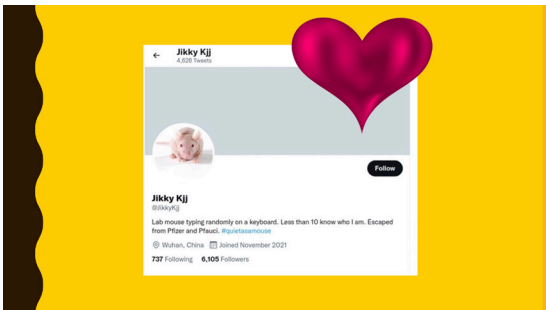 Jikky Kjj
4,626 Tweets
Follow
Jikky Kjj
@JikkyKjj
Lab mouse typing randomly on a keyboard. Less than 10 know who I am. Escaped
from Pfizer and Pfauci. #quietasamouse
Wuhan, China Joined November 2021
737 Following 6,105 Followers